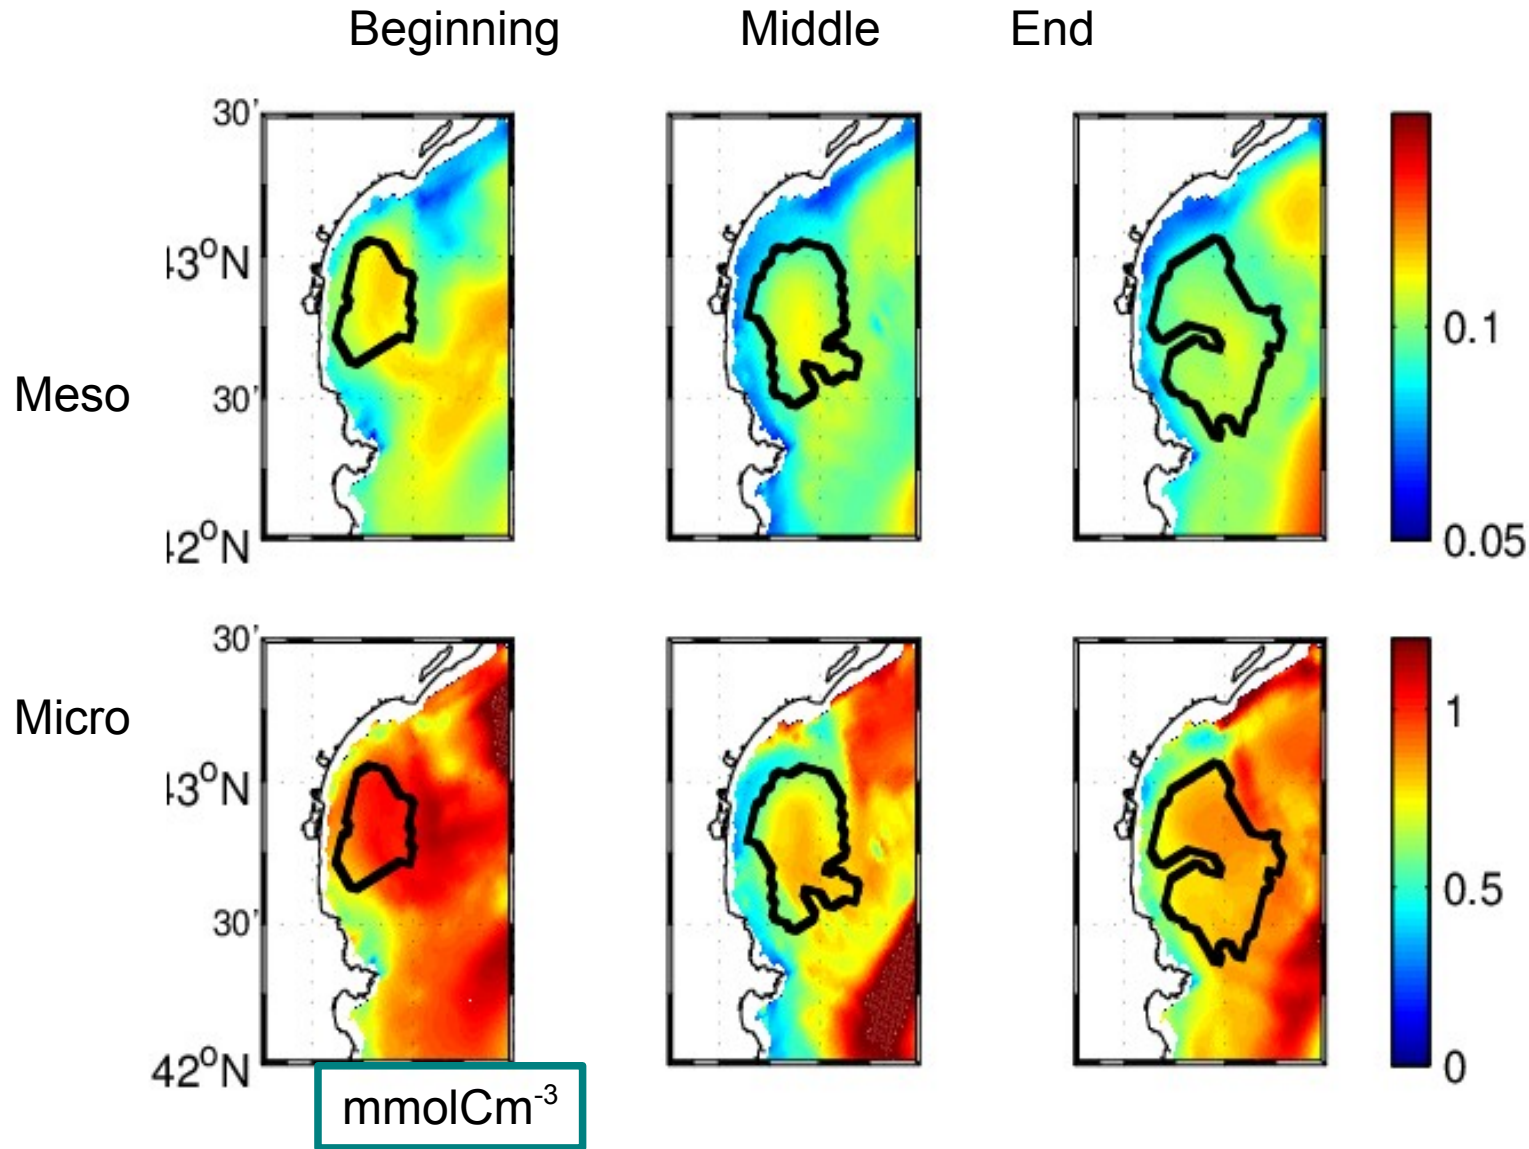 Beginning Middle End
30'
Meso
43°N
30'
42°N
0.1
0.05
Micro
30'
43°N
30'
42°N
1
0.5
0
mmolCm⁻³